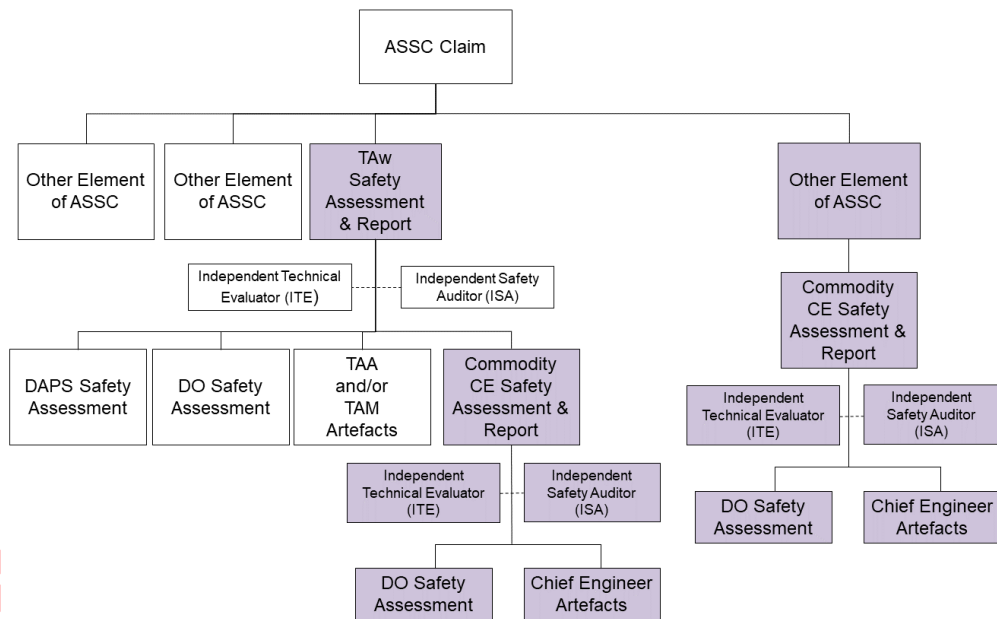 ASSC Claim
Other Element
of ASSC
Other Element
of ASSC
TAw
Safety
Assessment
& Report
Other Element
of ASSC
Independent Technical
Evaluator (ITE)
Independent Safety
Auditor (ISA)
Commodity
CE Safety
Assessment &
Report
DAPS Safety
Assessment
DO Safety
Assessment
TAA
and/or
TAM
Artefacts
Commodity
CE Safety
Assessment &
Report
Independent
Technical Evaluator
(ITE)
Independent
Safety Auditor
(ISA)
Independent
Technical Evaluator
(ITE)
Independent
Safety Auditor
(ISA)
DO Safety
Assessment
Chief Engineer
Artefacts
DO Safety
Assessment
Chief Engineer
Artefacts